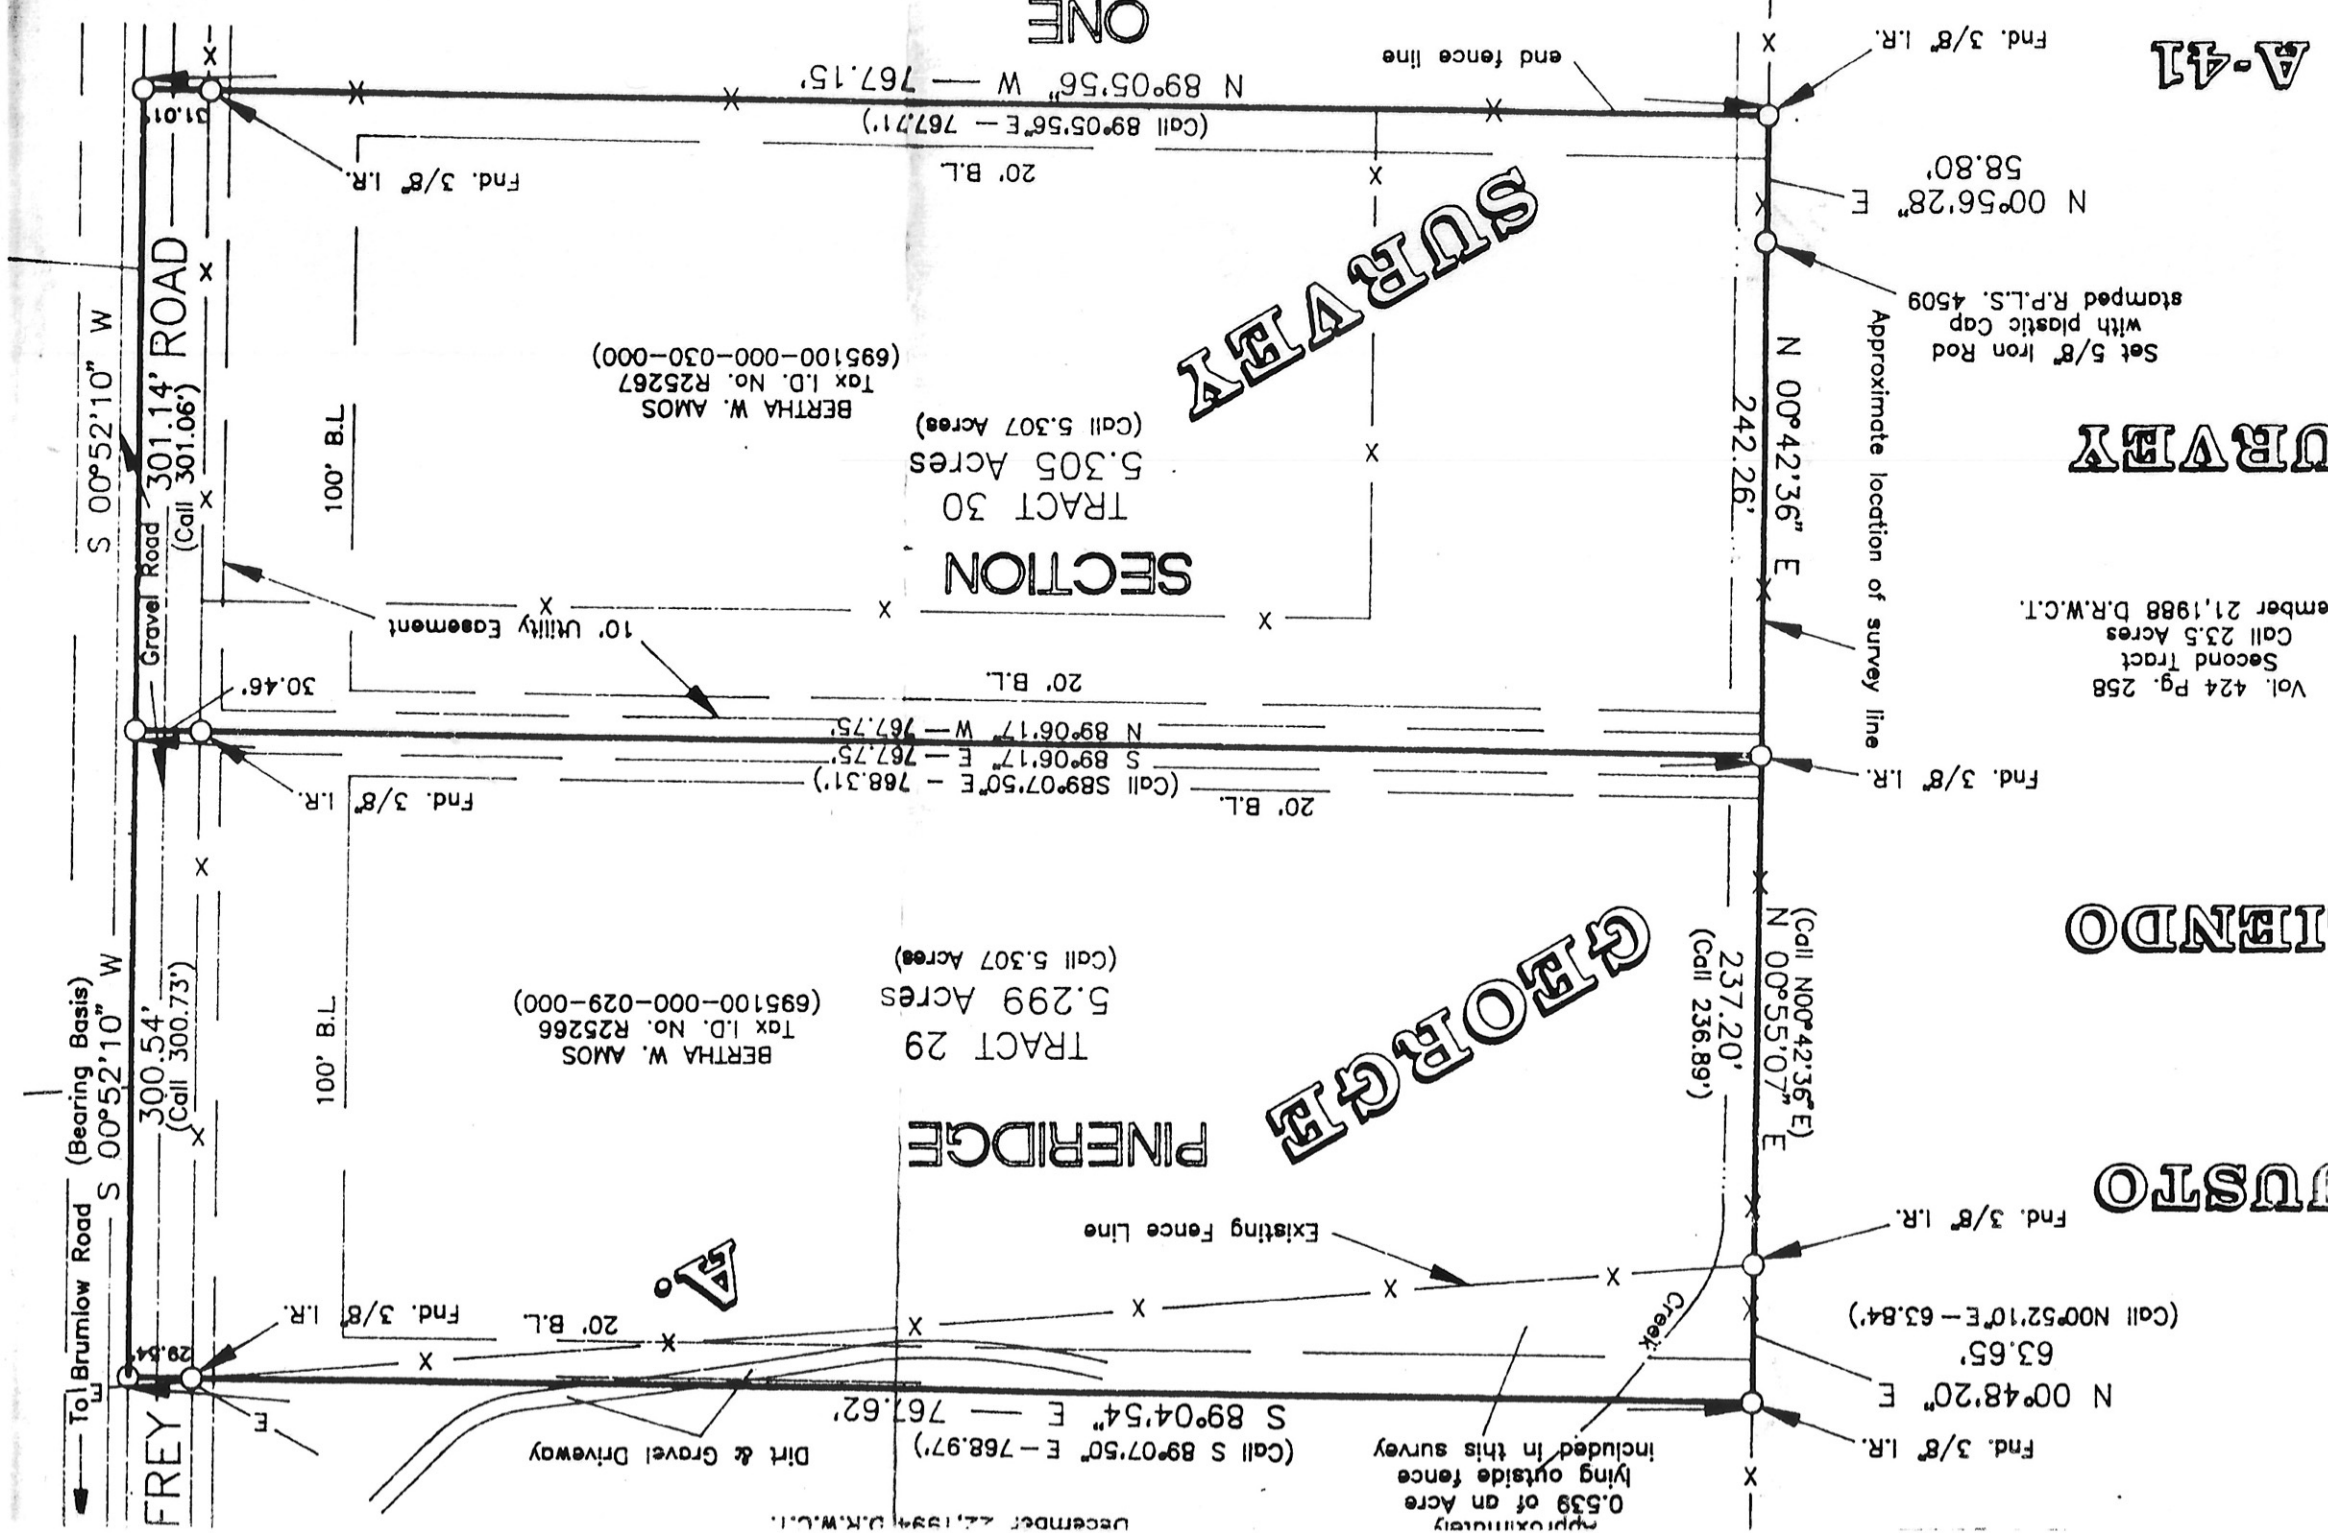 December 22, 1994 D.R.W.C.T.
Approximately
0.539 of an Acre
lying outside fence
included in this survey
Dirt & Gravel Driveway
(Call S 89°07'50" E – 768.97')
S 89°04'54" E — 767.62'
Fnd. 3/8" I.R.
N 00°48'20" E
63.65'
(Call N00°52'10"E – 63.84')
Creek
20' B.L.
Fnd. 3/8" I.R.
29.54'
E
E
FREY
To Brumlow Road (Bearing Basis)
A.
Existing Fence Line
Fnd. 3/8" I.R.
JUSTO
PINERIDGE
GEORGE
TRACT 29
5.299 Acres
(Call 5.307 Acres)
BERTHA W. AMOS
Tax I.D. No. R25266
(695100-000-029-000)
100' B.L.
S 00°52'10" W
300.54'
(Call 300.73')
237.20'
(Call 236.89')
N 00°55'07" E
(Call N00°42'36"E)
IENDO
20' B.L.
(Call S89°07'50"E – 768.31')
S 89°06'17" E — 767.75'
N 89°06'17" W — 767.75'
20' B.L.
Fnd. 3/8" I.R.
Fnd. 3/8" I.R.
30.46'
10' Utility Easement
Vol. 424 Pg. 258
Second Tract
Call 23.5 Acres
ember 21,1988 D.R.W.C.T.
Approximate location of survey line
SECTION
TRACT 30
5.305 Acres
(Call 5.307 Acres)
BERTHA W. AMOS
Tax I.D. No. R25267
(695100-000-030-000)
SURVEY
100' B.L.
Gravel Road
301.14'
(Call 301.06')
ROAD
S 00°52'10" W
N 00°42'36" E
242.26'
URVEY
Set 5/8" Iron Rod
with plastic Cap
stamped R.P.L.S. 4509
N 00°56'28" E
58.80'
20' B.L.
Fnd. 3/8" I.R.
31.01'
(Call 89°05'56"E – 767.71')
N 89°05'56" W — 767.15'
end fence line
Fnd. 3/8" I.R.
A-41
ONE